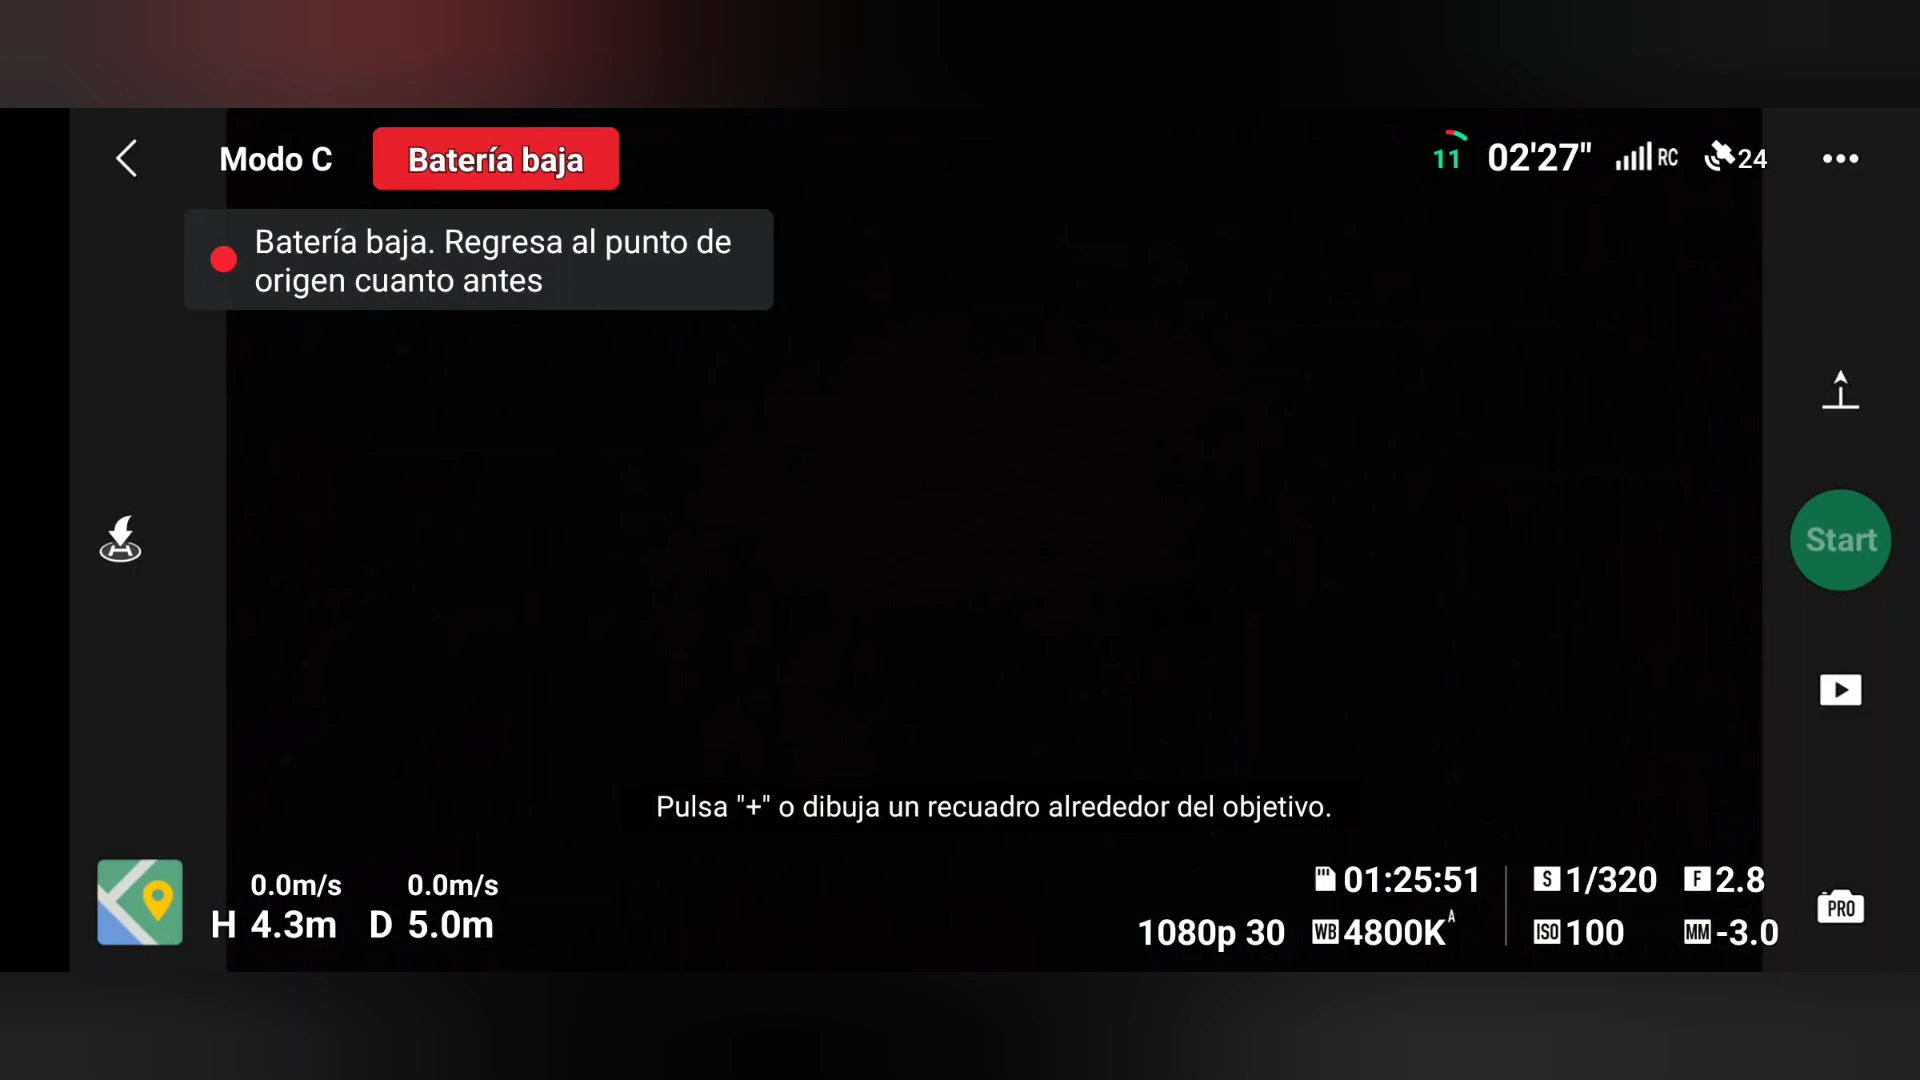 Modo C
Batería baja
11
02'27"
RC
24
Batería baja. Regresa al punto de
origen cuanto antes
Start
Pulsa "+" o dibuja un recuadro alrededor del objetivo.
0.0m/s 0.0m/s
H 4.3m D 5.0m
01:25:51
S 1/320
F 2.8
1080p 30
WB 4800K A
ISO 100
MM -3.0
PRO